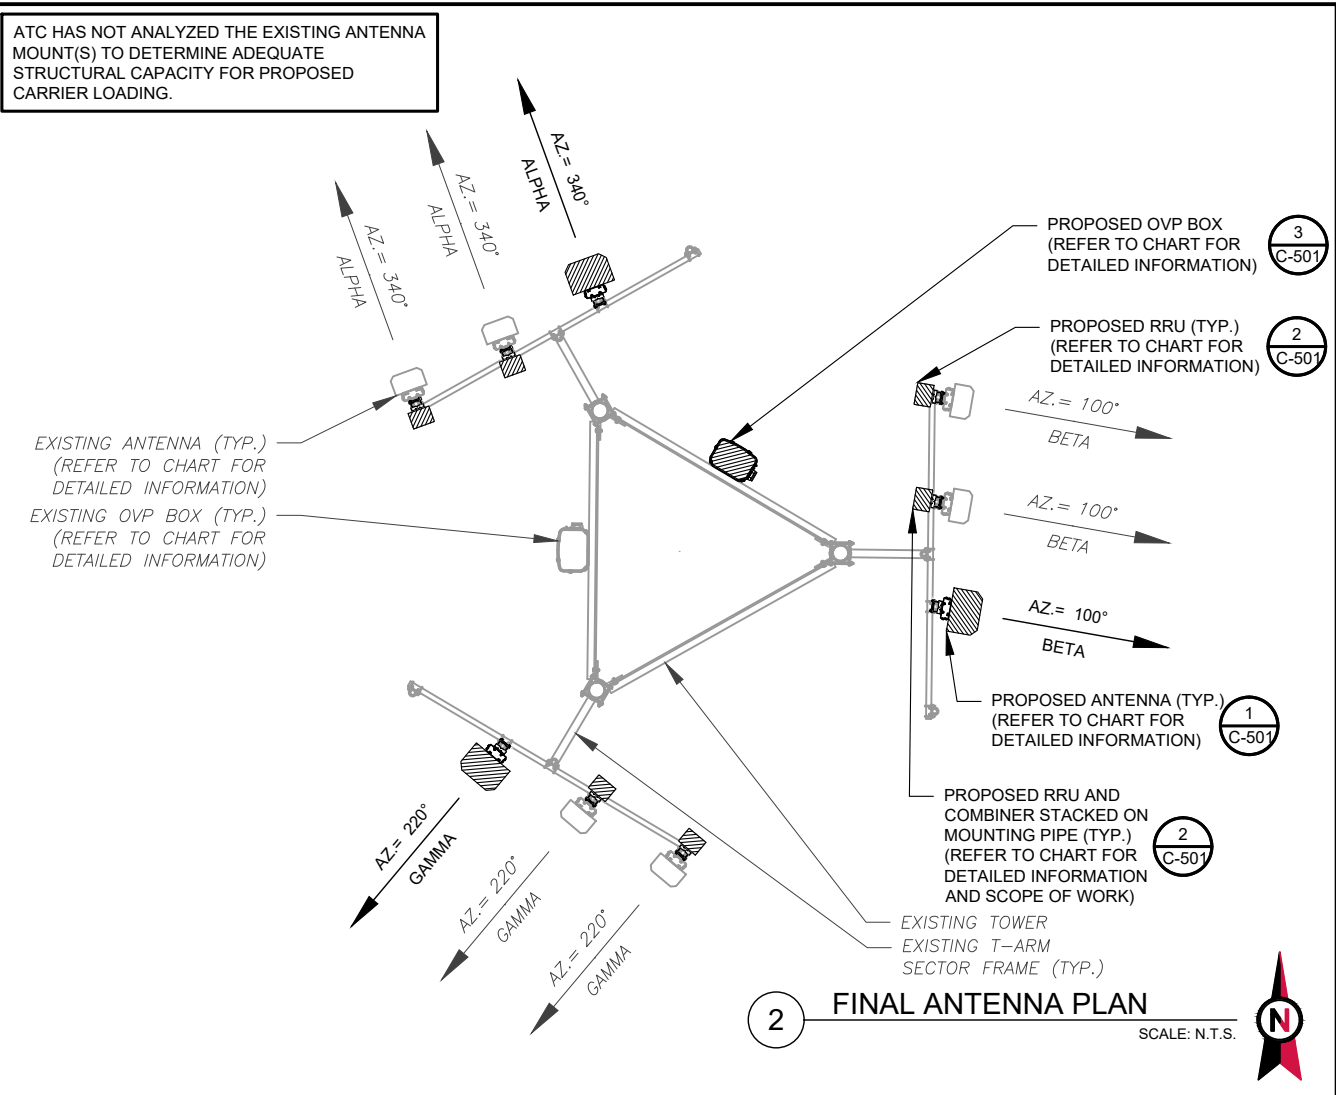 ATC HAS NOT ANALYZED THE EXISTING ANTENNA
MOUNT(S) TO DETERMINE ADEQUATE
STRUCTURAL CAPACITY FOR PROPOSED
CARRIER LOADING.
AZ.= 340°
ALPHA
AZ.= 340°
ALPHA
AZ.= 340°
ALPHA
PROPOSED OVP BOX
(REFER TO CHART FOR
DETAILED INFORMATION)
3
C-501
PROPOSED RRU (TYP.)
(REFER TO CHART FOR
DETAILED INFORMATION)
2
C-501
AZ.= 100°
BETA
EXISTING ANTENNA (TYP.)
(REFER TO CHART FOR
DETAILED INFORMATION)
EXISTING OVP BOX (TYP.)
(REFER TO CHART FOR
DETAILED INFORMATION)
AZ.= 100°
BETA
AZ.= 100°
BETA
PROPOSED ANTENNA (TYP.)
(REFER TO CHART FOR
DETAILED INFORMATION)
1
C-501
PROPOSED RRU AND
COMBINER STACKED ON
MOUNTING PIPE (TYP.)
(REFER TO CHART FOR
DETAILED INFORMATION
AND SCOPE OF WORK)
2
C-501
AZ.= 220°
GAMMA
AZ.= 220°
GAMMA
AZ.= 220°
GAMMA
EXISTING TOWER
EXISTING T-ARM
SECTOR FRAME (TYP.)
2
FINAL ANTENNA PLAN
SCALE: N.T.S.
N